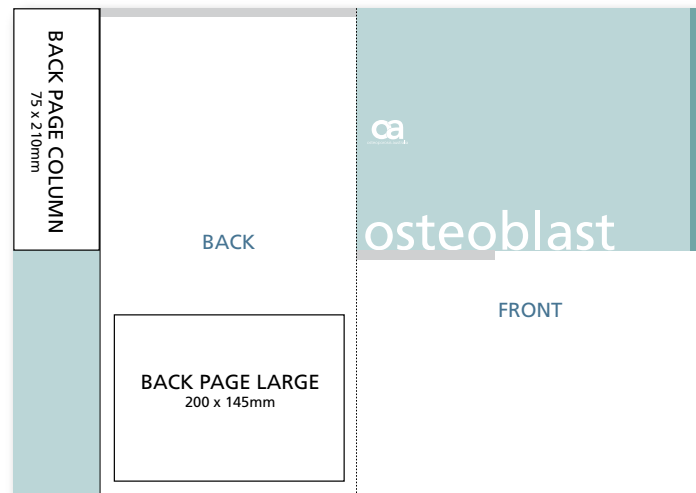 BACK PAGE COLUMN
75 x 210mm
BACK
BACK PAGE LARGE
200 x 145mm
oa
osteoblast
FRONT